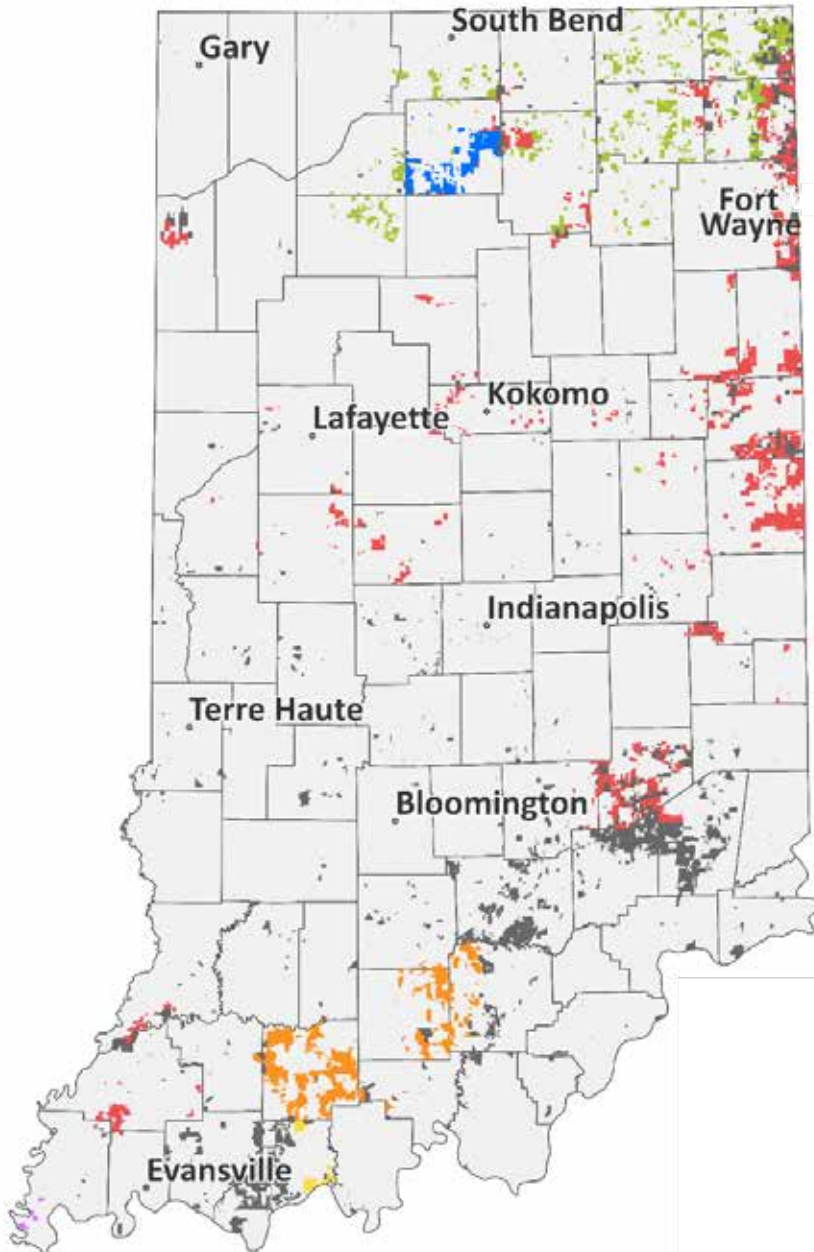 South Bend
Gary
Fort
Wayne
Kokomo
Lafayette
Indianapolis
Terre Haute
Bloomington
Evansville